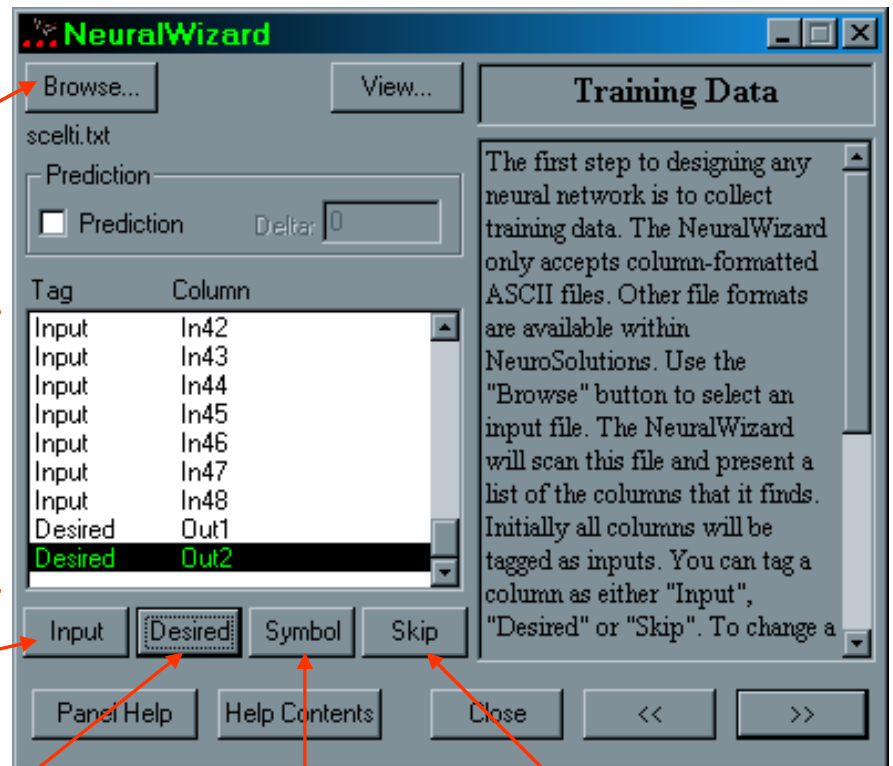 NeuralWizard
Browse...
View...
scelti.txt
Prediction
Prediction
Delta: 0
Tag Column
Input In42
Input In43
Input In44
Input In45
Input In46
Input In47
Input In48
Desired Out1
Desired Out2
Input Desired Symbol Skip
Training Data
The first step to designing any
neural network is to collect
training data. The NeuralWizard
only accepts column-formatted
ASCII files. Other file formats
are available within
NeuroSolutions. Use the
"Browse" button to select an
input file. The NeuralWizard
will scan this file and present a
list of the columns that it finds.
Initially all columns will be
tagged as inputs. You can tag a
column as either "Input",
"Desired" or "Skip". To change a
Panel Help Help Contents Close << >>